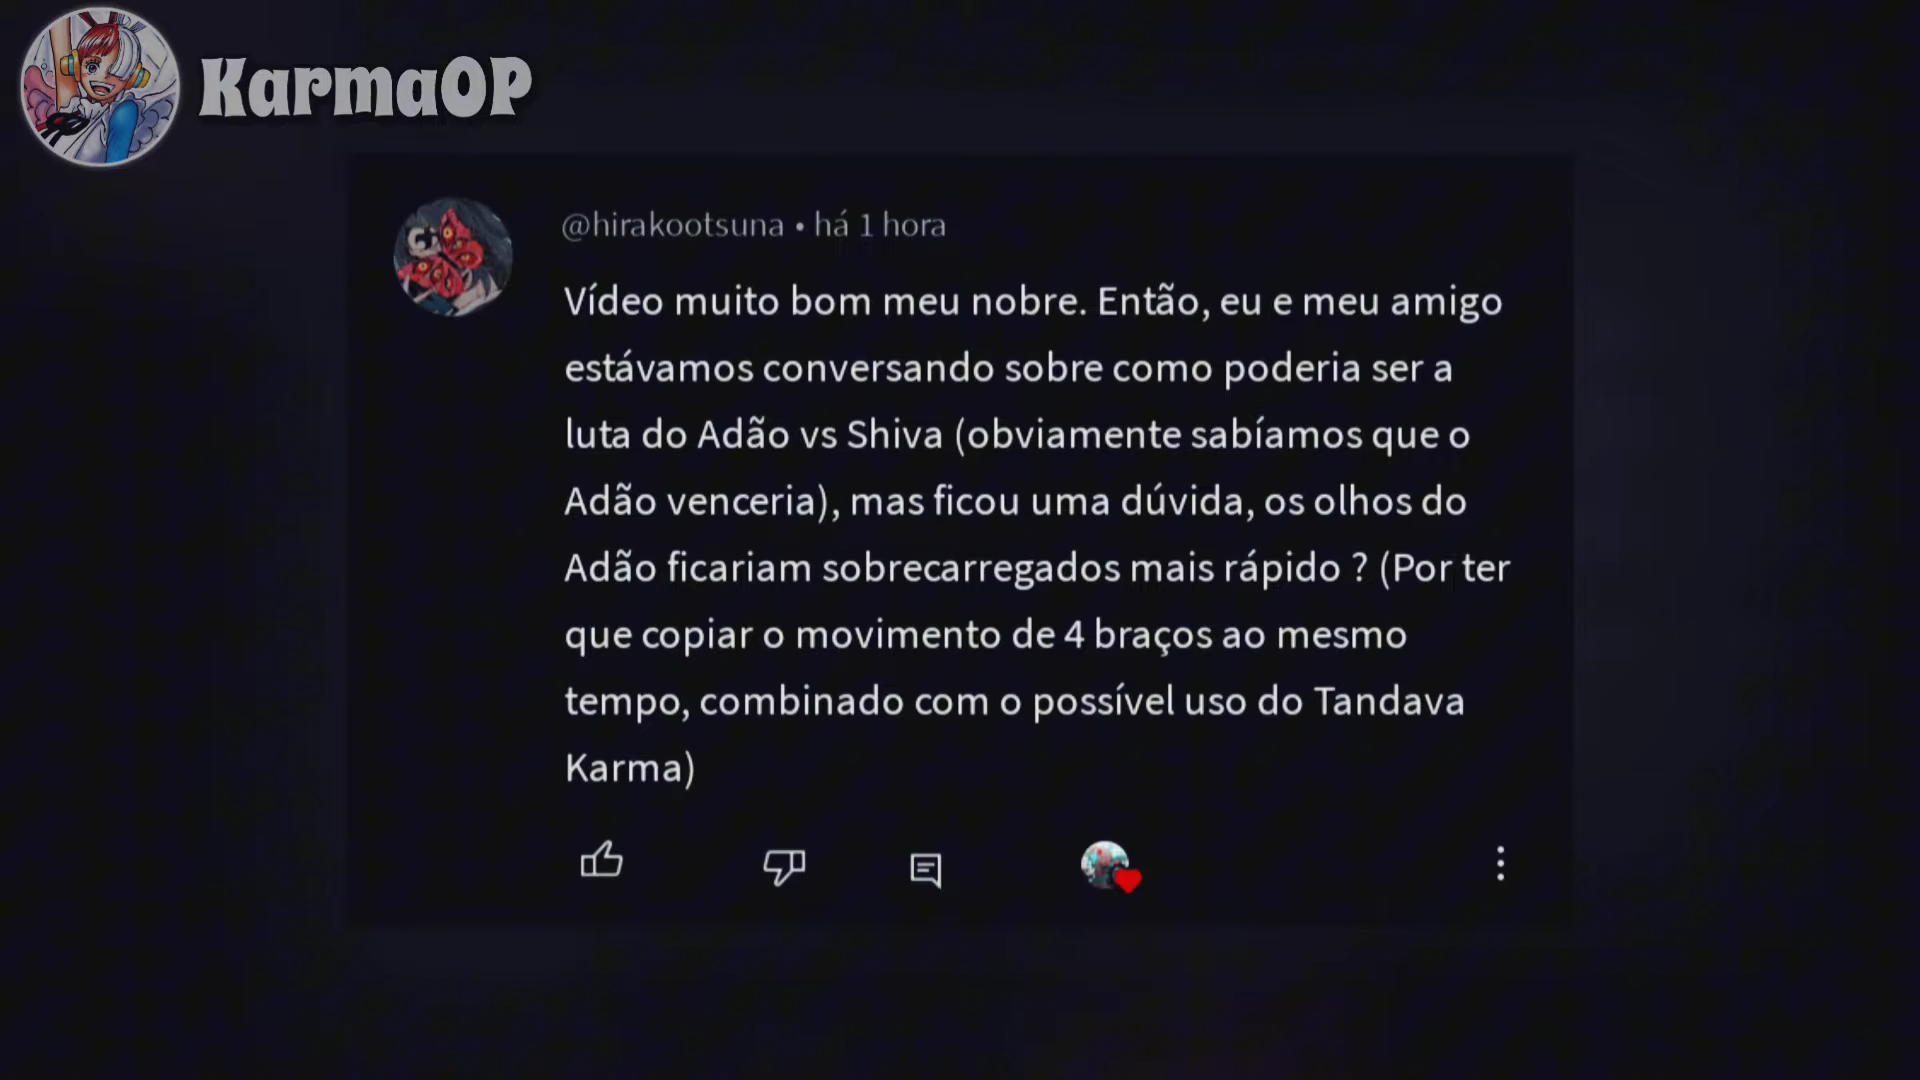 KarmaOP
@hirakootsuna • há 1 hora
Vídeo muito bom meu nobre. Então, eu e meu amigo
estávamos conversando sobre como poderia ser a
luta do Adão vs Shiva (obviamente sabíamos que o
Adão venceria), mas ficou uma dúvida, os olhos do
Adão ficariam sobrecarregados mais rápido ? (Por ter
que copiar o movimento de 4 braços ao mesmo
tempo, combinado com o possível uso do Tandava
Karma)